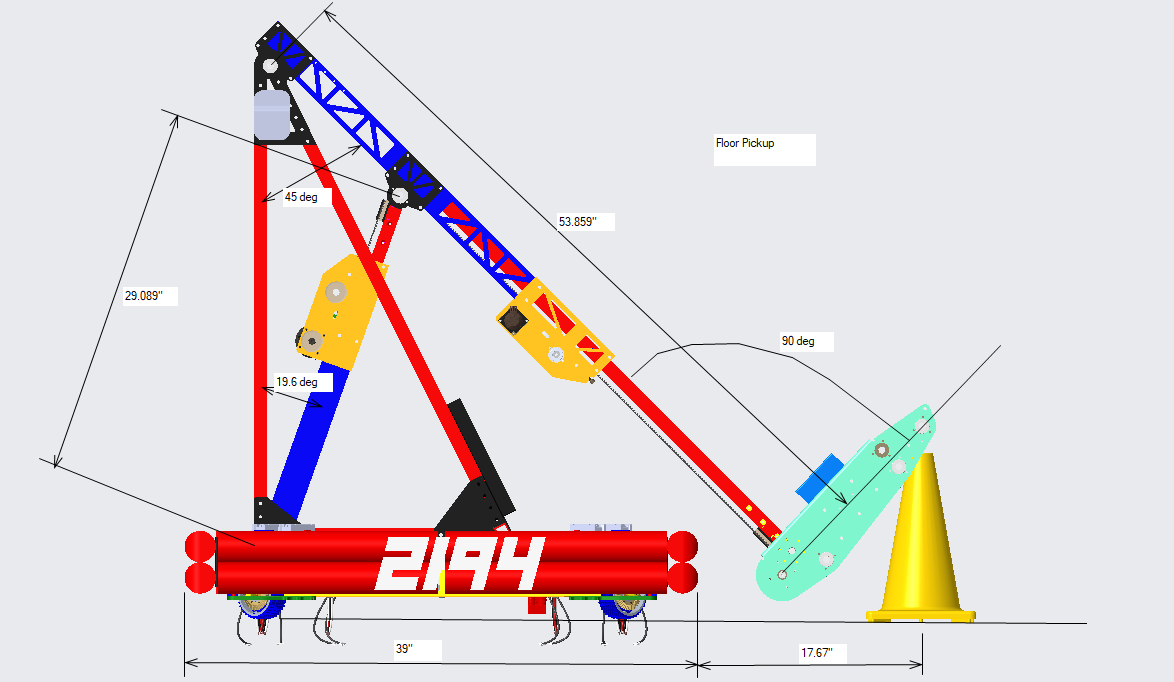 Floor Pickup
45 deg
53.859"
29.089"
90 deg
19.6 deg
2194
39"
17.67"